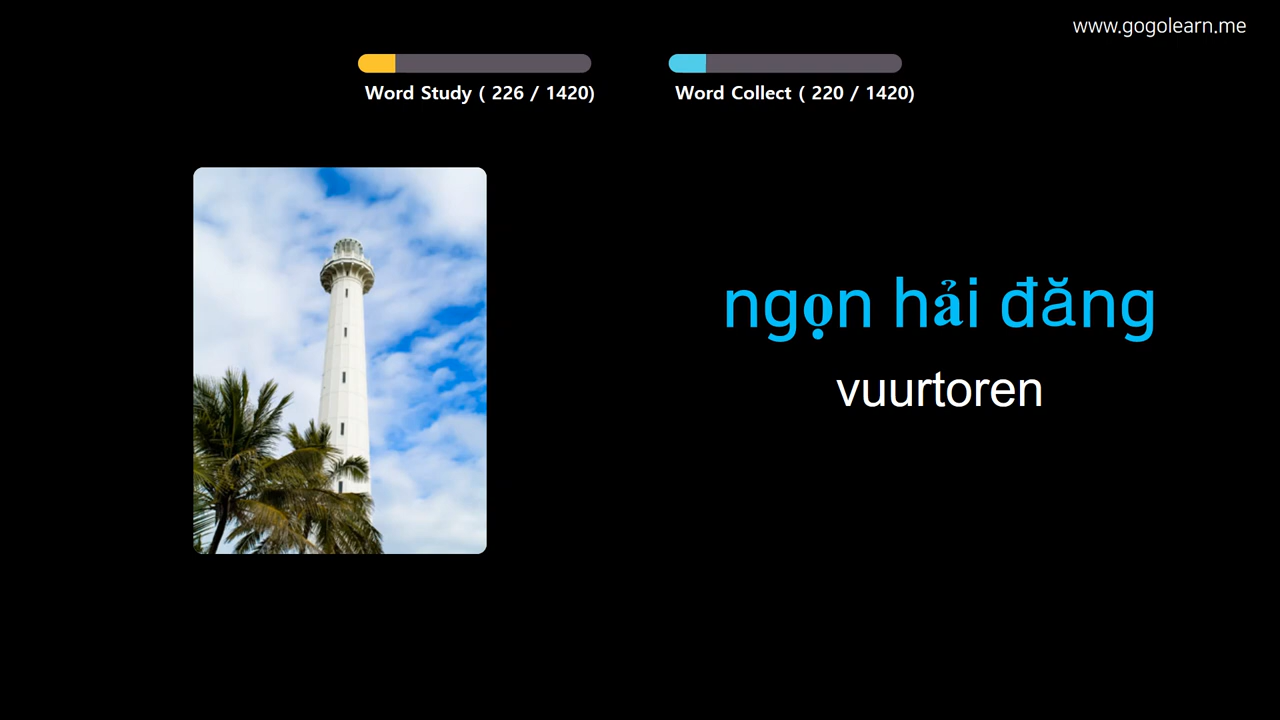 www.gogolearn.me
Word Study ( 226 / 1420)
Word Collect ( 220 / 1420)
ngọn hải đăng
vuurtoren